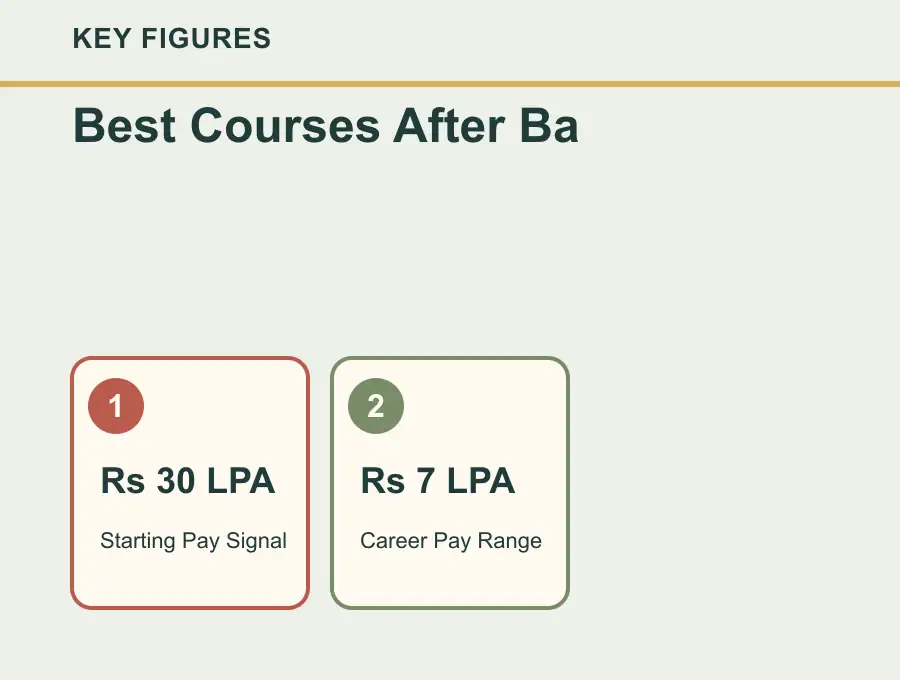 KEY FIGURES
Best Courses After Ba
1
Rs 30 LPA
Starting Pay Signal
2
Rs 7 LPA
Career Pay Range